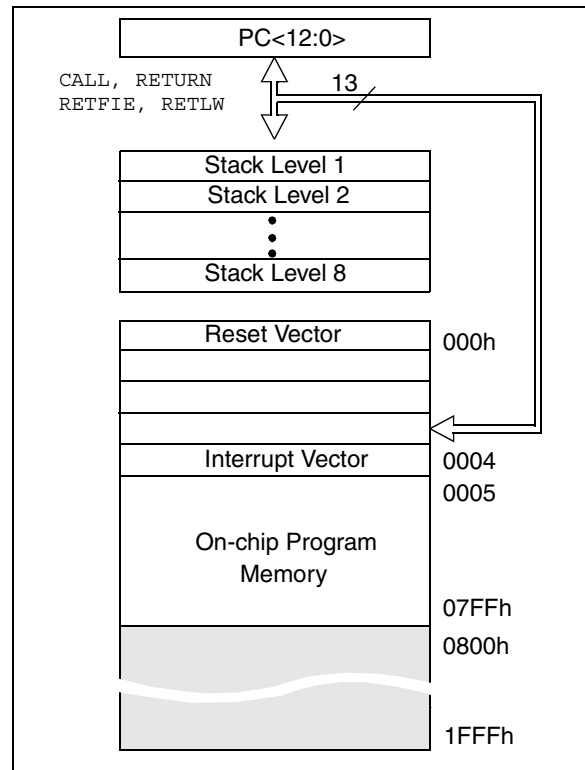 PC<12:0>
CALL, RETURN
RETFIE, RETLW
13
Stack Level 1
Stack Level 2
Stack Level 8
Reset Vector
000h
Interrupt Vector
0004
0005
On-chip Program
Memory
07FFh
0800h
1FFFh